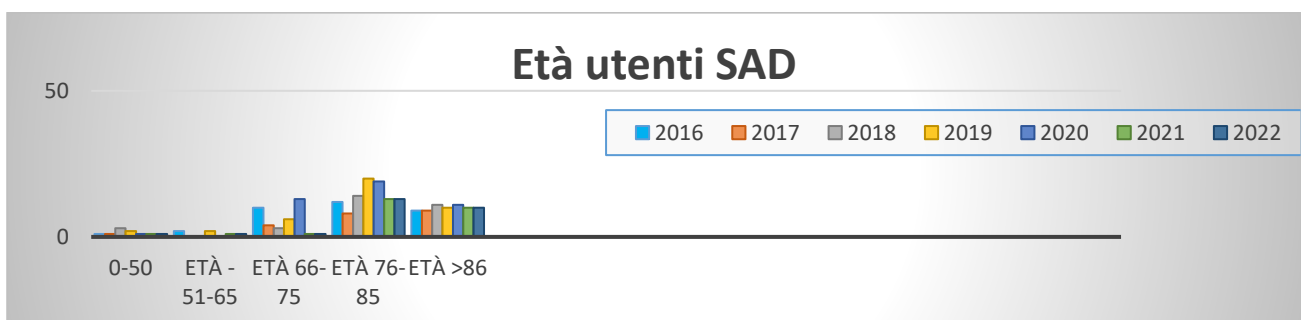 Età utenti SAD
50
2016 2017 2018 2019 2020 2021 2022
0
0-50 ETÀ - ETÀ 66- ETÀ 76- ETÀ >86
51-65 75 85